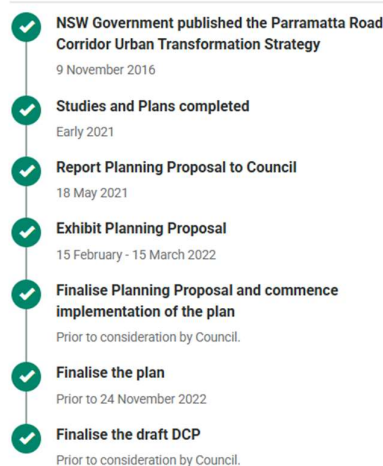 NSW Government published the Parramatta Road
Corridor Urban Transformation Strategy
9 November 2016
Studies and Plans completed
Early 2021
Report Planning Proposal to Council
18 May 2021
Exhibit Planning Proposal
15 February - 15 March 2022
Finalise Planning Proposal and commence
implementation of the plan
Prior to consideration by Council.
Finalise the plan
Prior to 24 November 2022
Finalise the draft DCP
Prior to consideration by Council.